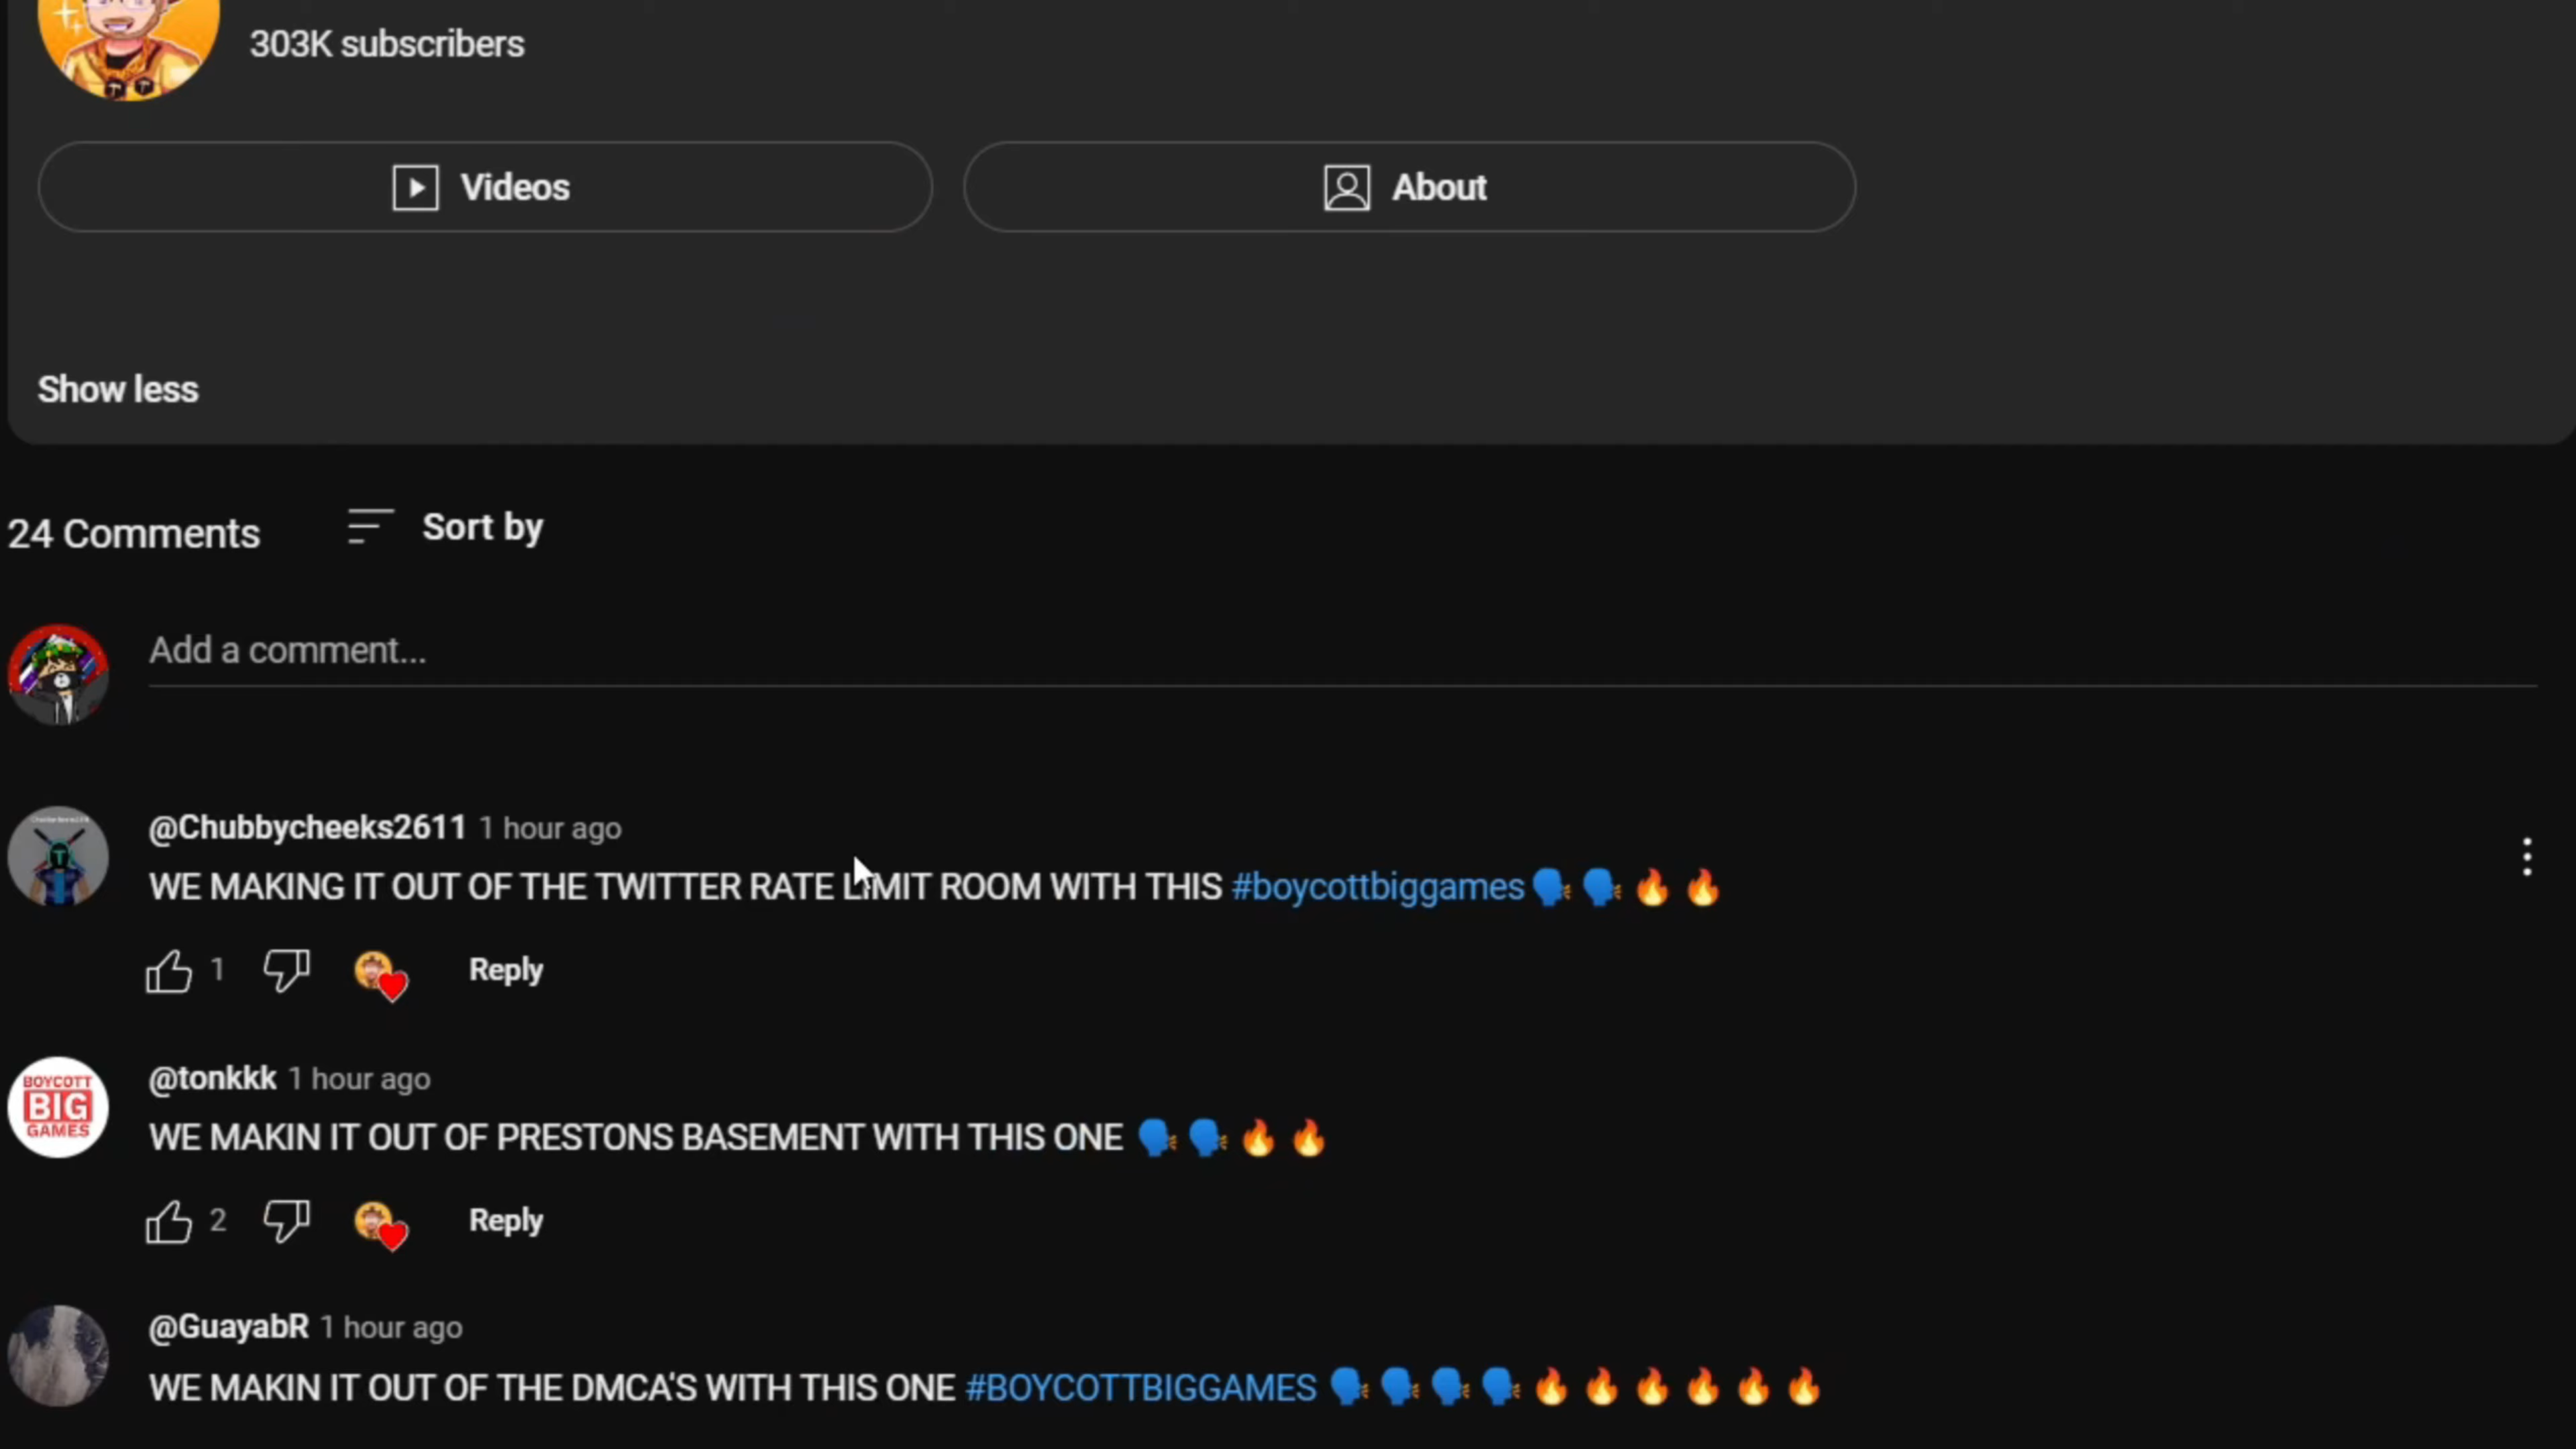 303K subscribers
Videos
About
Show less
24 Comments
Sort by
Add a comment...
@Chubbycheeks2611 1 hour ago
WE MAKING IT OUT OF THE TWITTER RATE LIMIT ROOM WITH THIS #boycottbiggames🗣️🗣️🔥🔥
1
Reply
BOYCOTT
BIG
GAMES
@tonkkk 1 hour ago
WE MAKIN IT OUT OF PRESTONS BASEMENT WITH THIS ONE 🗣️🗣️🔥🔥
2
Reply
@GuayabR 1 hour ago
WE MAKIN IT OUT OF THE DMCA'S WITH THIS ONE #BOYCOTTBIGGAMES 🗣️🗣️🗣️🗣️🔥🔥🔥🔥🔥🔥